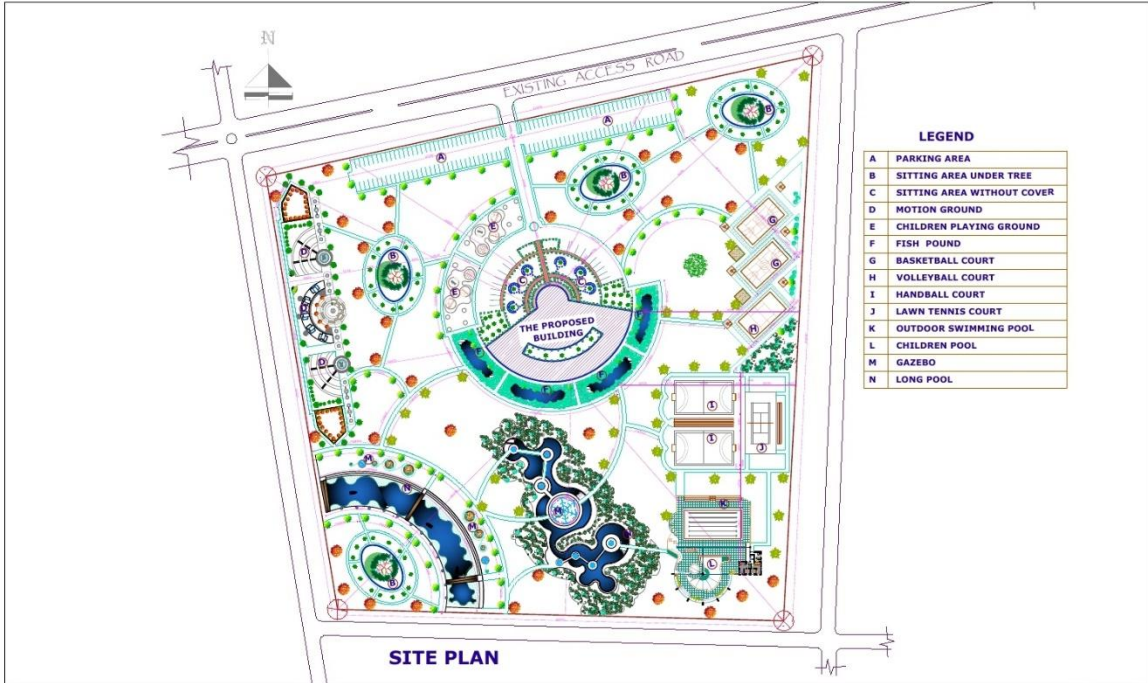 N
EXISTING ACCESS ROAD
A
A
B
B
B
G
G
H
E
E
C
C
D
D
THE PROPOSED
BUILDING
F
F
F
F
I
I
J
K
L
M
M
M
N
B
LEGEND
A PARKING AREA
B SITTING AREA UNDER TREE
C SITTING AREA WITHOUT COVER
D MOTION GROUND
E CHILDREN PLAYING GROUND
F FISH POUND
G BASKETBALL COURT
H VOLLEYBALL COURT
I HANDBALL COURT
J LAWN TENNIS COURT
K OUTDOOR SWIMMING POOL
L CHILDREN POOL
M GAZEBO
N LONG POOL
SITE PLAN